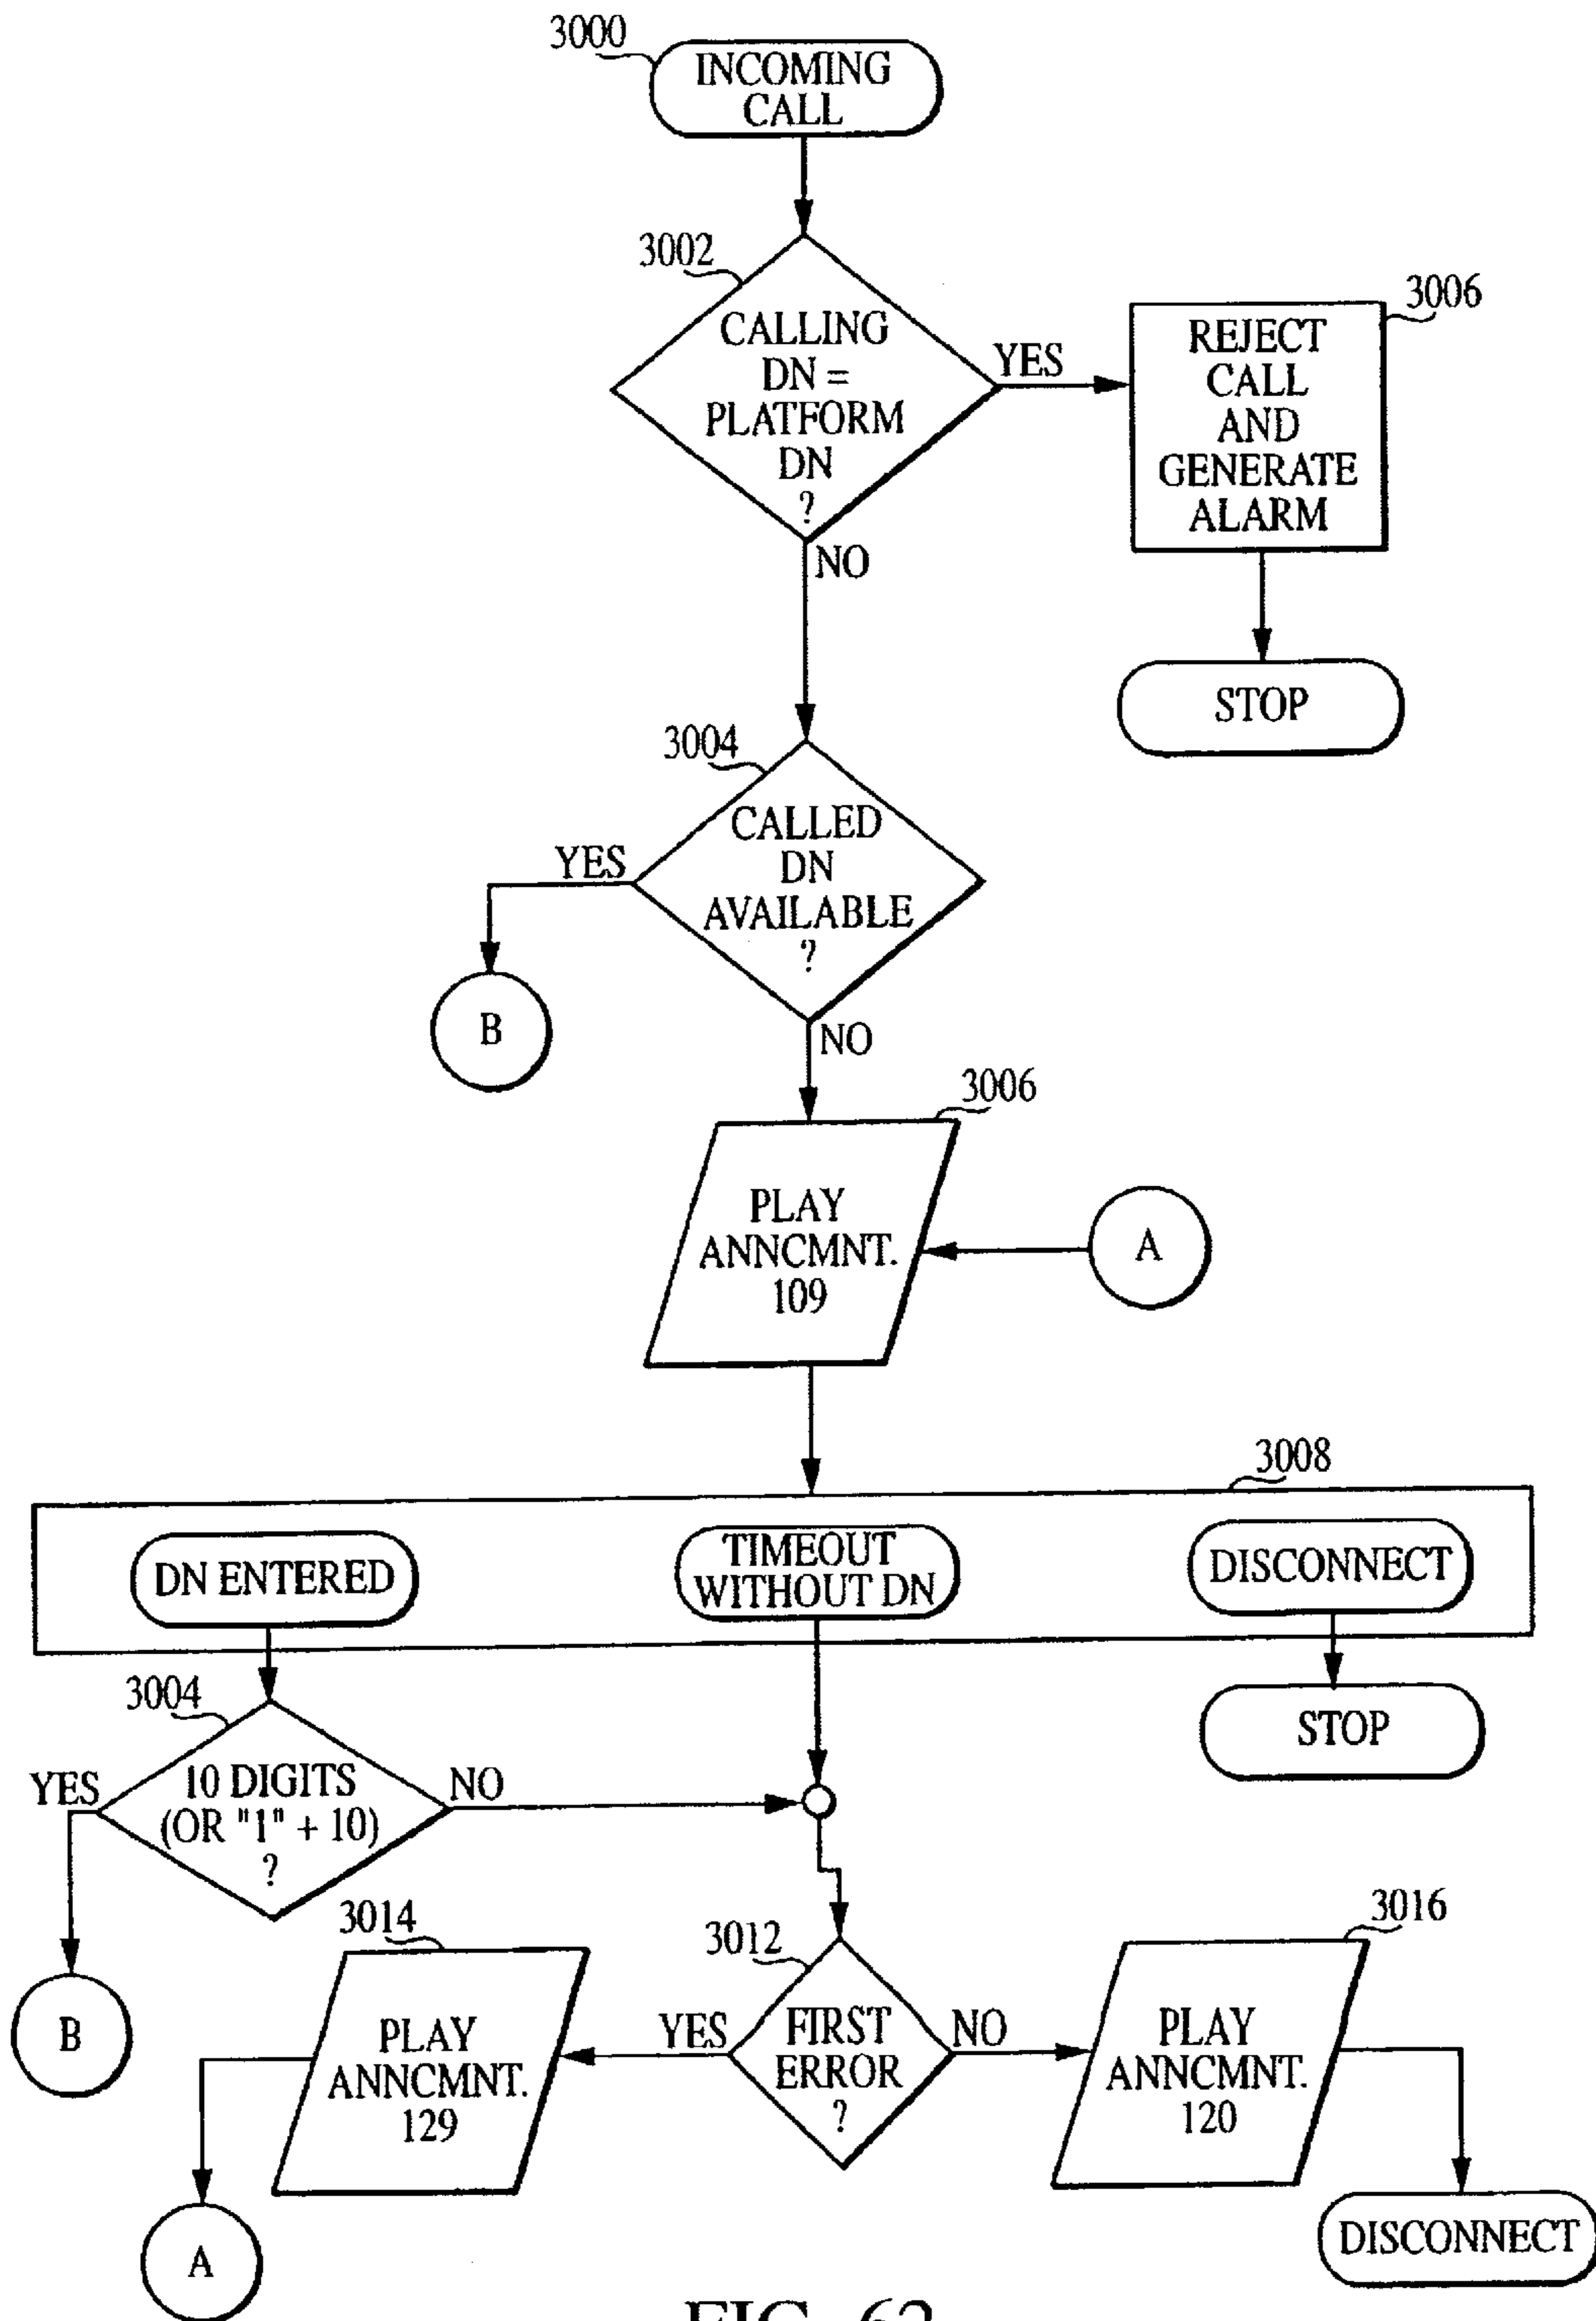 3000
INCOMING
CALL
3002
CALLING
DN =
PLATFORM
DN
?
YES
3006
REJECT
CALL
AND
GENERATE
ALARM
NO
STOP
3004
CALLED
DN
AVAILABLE
?
YES
B
NO
3006
PLAY
ANNCMNT.
109
A
3008
DN ENTERED
TIMEOUT
WITHOUT DN
DISCONNECT
STOP
3004
YES
10 DIGITS
(OR "1" + 10)
?
NO
B
3014
PLAY
ANNCMNT.
129
3012
YES
FIRST
ERROR
?
NO
3016
PLAY
ANNCMNT.
120
A
DISCONNECT